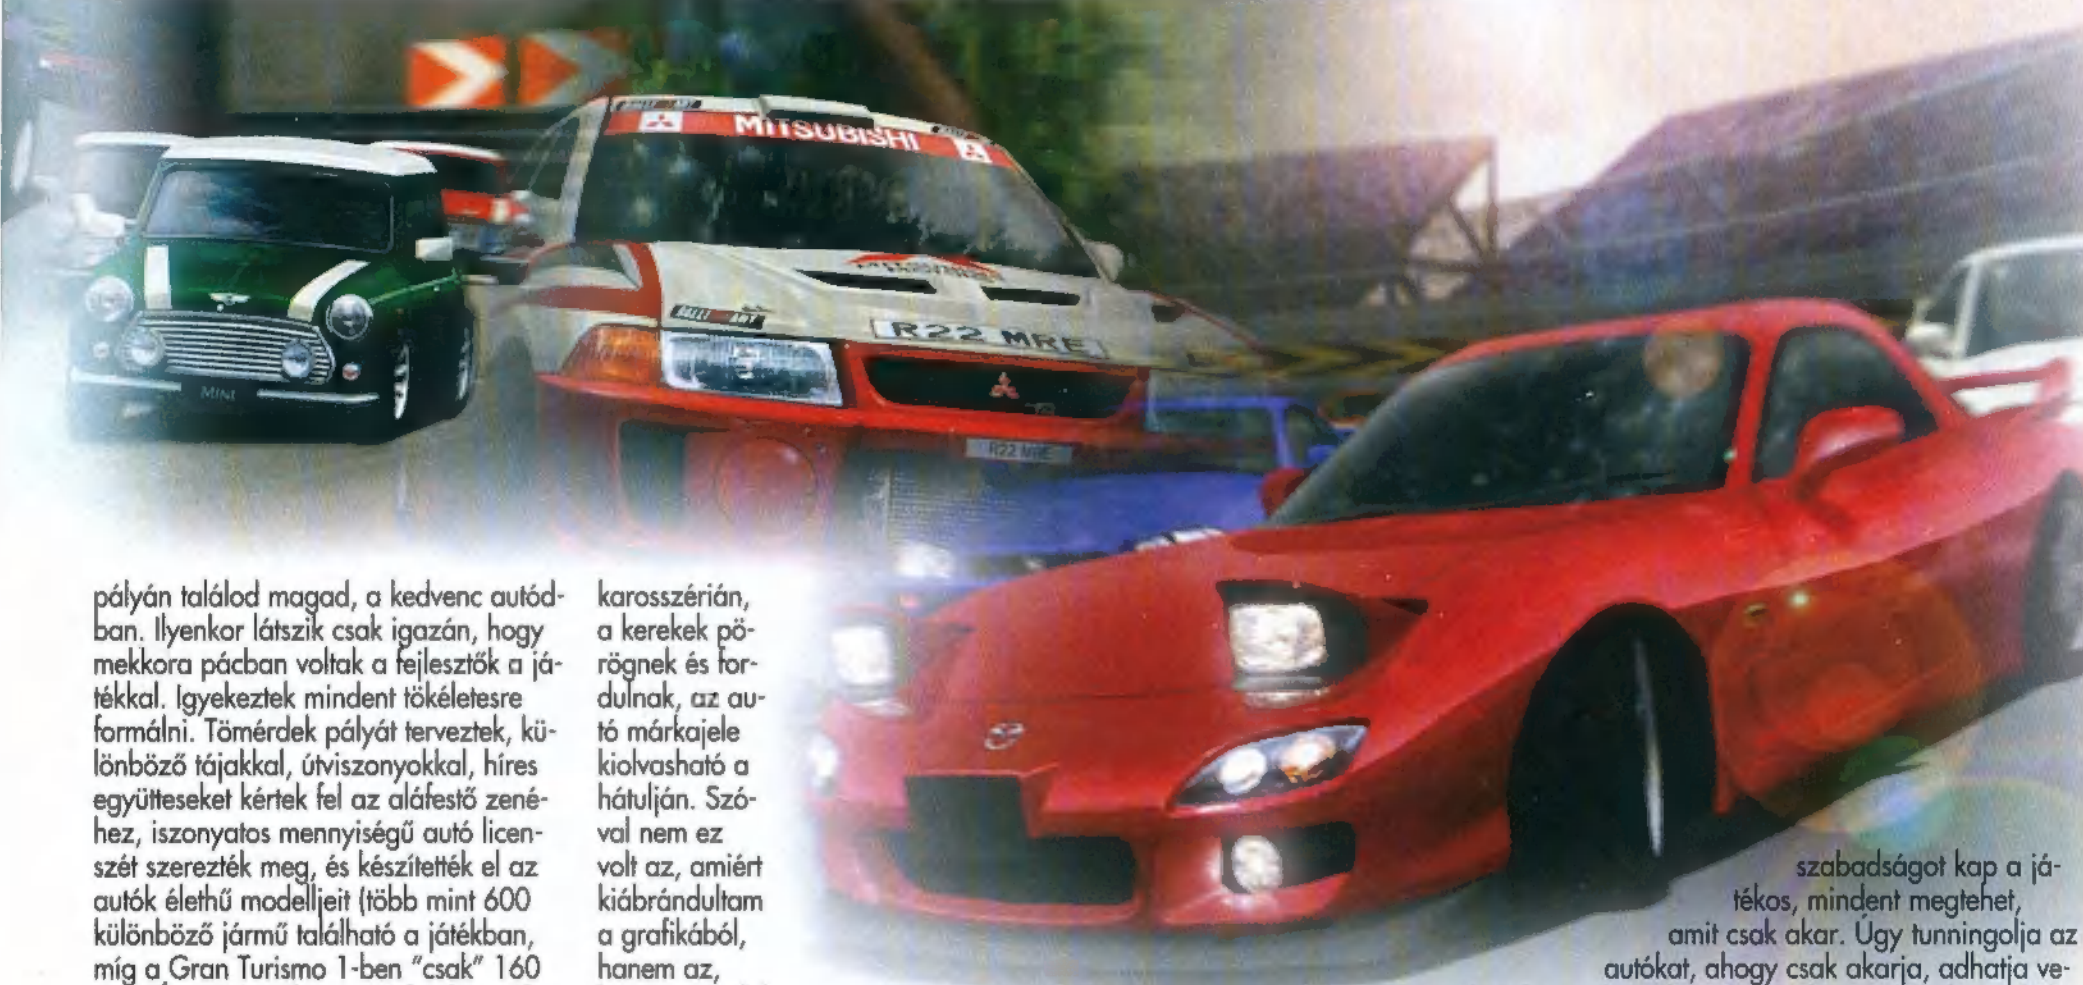 MITSUBISHI
R22 MRE
MINI
R22 MRE
pályán találod magad, a kedvenc autód-
ban. Ilyenkor látszik csak igazán, hogy
mekkora pácban voltak a fejlesztők a já-
tékkal. Igyekeztek mindent tökéletesre
formálni. Tömérdek pályát terveztek, kü-
lönböző tájakkal, útviszonyokkal, híres
együtteseket kértek fel az aláfestő zené-
hez, iszonyatos mennyiségű autó licen-
szét szerezték meg, és készítették el az
autók élethű modelljeit (több mint 600
különböző jármű található a játékban,
míg a Gran Turismo 1-ben "csak" 160
karosszérián,
a kerekek pö-
rögnek és for-
dulnak, az au-
tó márkajele
kiolvasható a
hátulján. Szó-
val nem ez
volt az, amiért
kiábrándultam
a grafikából,
hanem az,
szabadságot kap a já-
tékos, mindent megtehet,
amit csak akar. Úgy tunningolja az
autókat, ahogy csak akarja, adhatja ve-